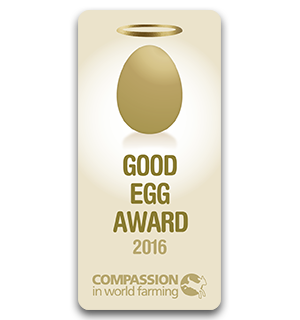 GOOD
EGG
AWARD
2016
COMPASSION
in world farming